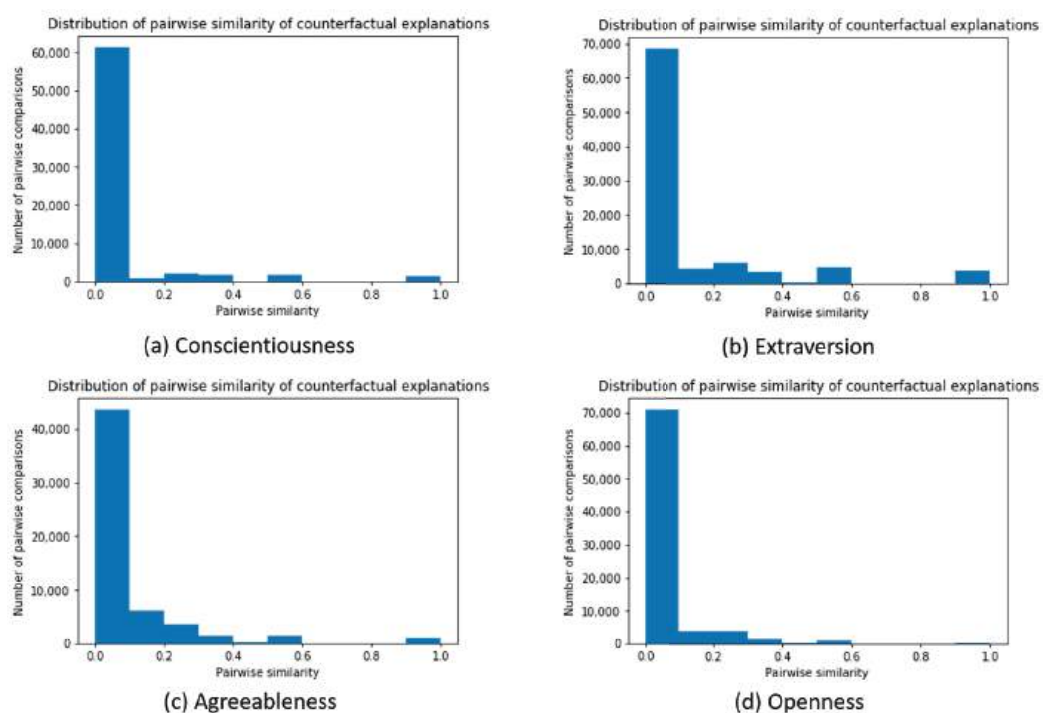 Distribution of pairwise similarity of counterfactual explanations
Number of pairwise comparisons
60,000
50,000
40,000
30,000
20,000
10,000
0
0.0 0.2 0.4 0.6 0.8 1.0
Pairwise similarity
(a) Conscientiousness
Distribution of pairwise similarity of counterfactual explanations
Number of pairwise comparisons
70,000
60,000
50,000
40,000
30,000
20,000
10,000
0
0.0 0.2 0.4 0.6 0.8 1.0
Pairwise similarity
(b) Extraversion
Distribution of pairwise similarity of counterfactual explanations
Number of pairwise comparisons
40,000
30,000
20,000
10,000
0
0.0 0.2 0.4 0.6 0.8 1.0
Pairwise similarity
(c) Agreeableness
Distribution of pairwise similarity of counterfactual explanations
Number of pairwise comparisons
70,000
60,000
50,000
40,000
30,000
20,000
10,000
0
0.0 0.2 0.4 0.6 0.8 1.0
Pairwise similarity
(d) Openness